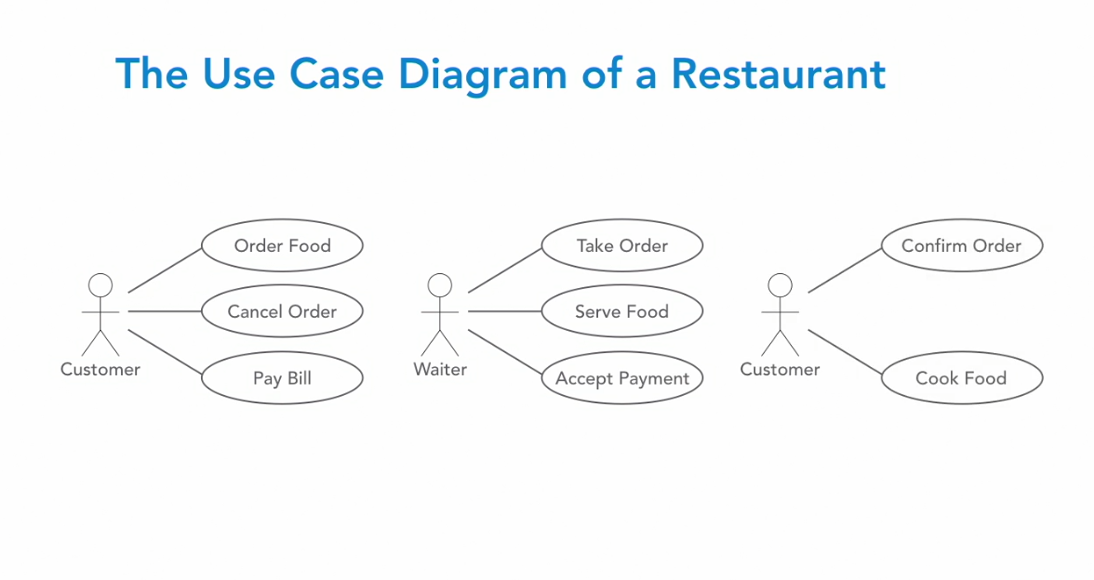 The Use Case Diagram of a Restaurant
Order Food
Cancel Order
Pay Bill
Customer
Take Order
Serve Food
Accept Payment
Waiter
Confirm Order
Cook Food
Customer